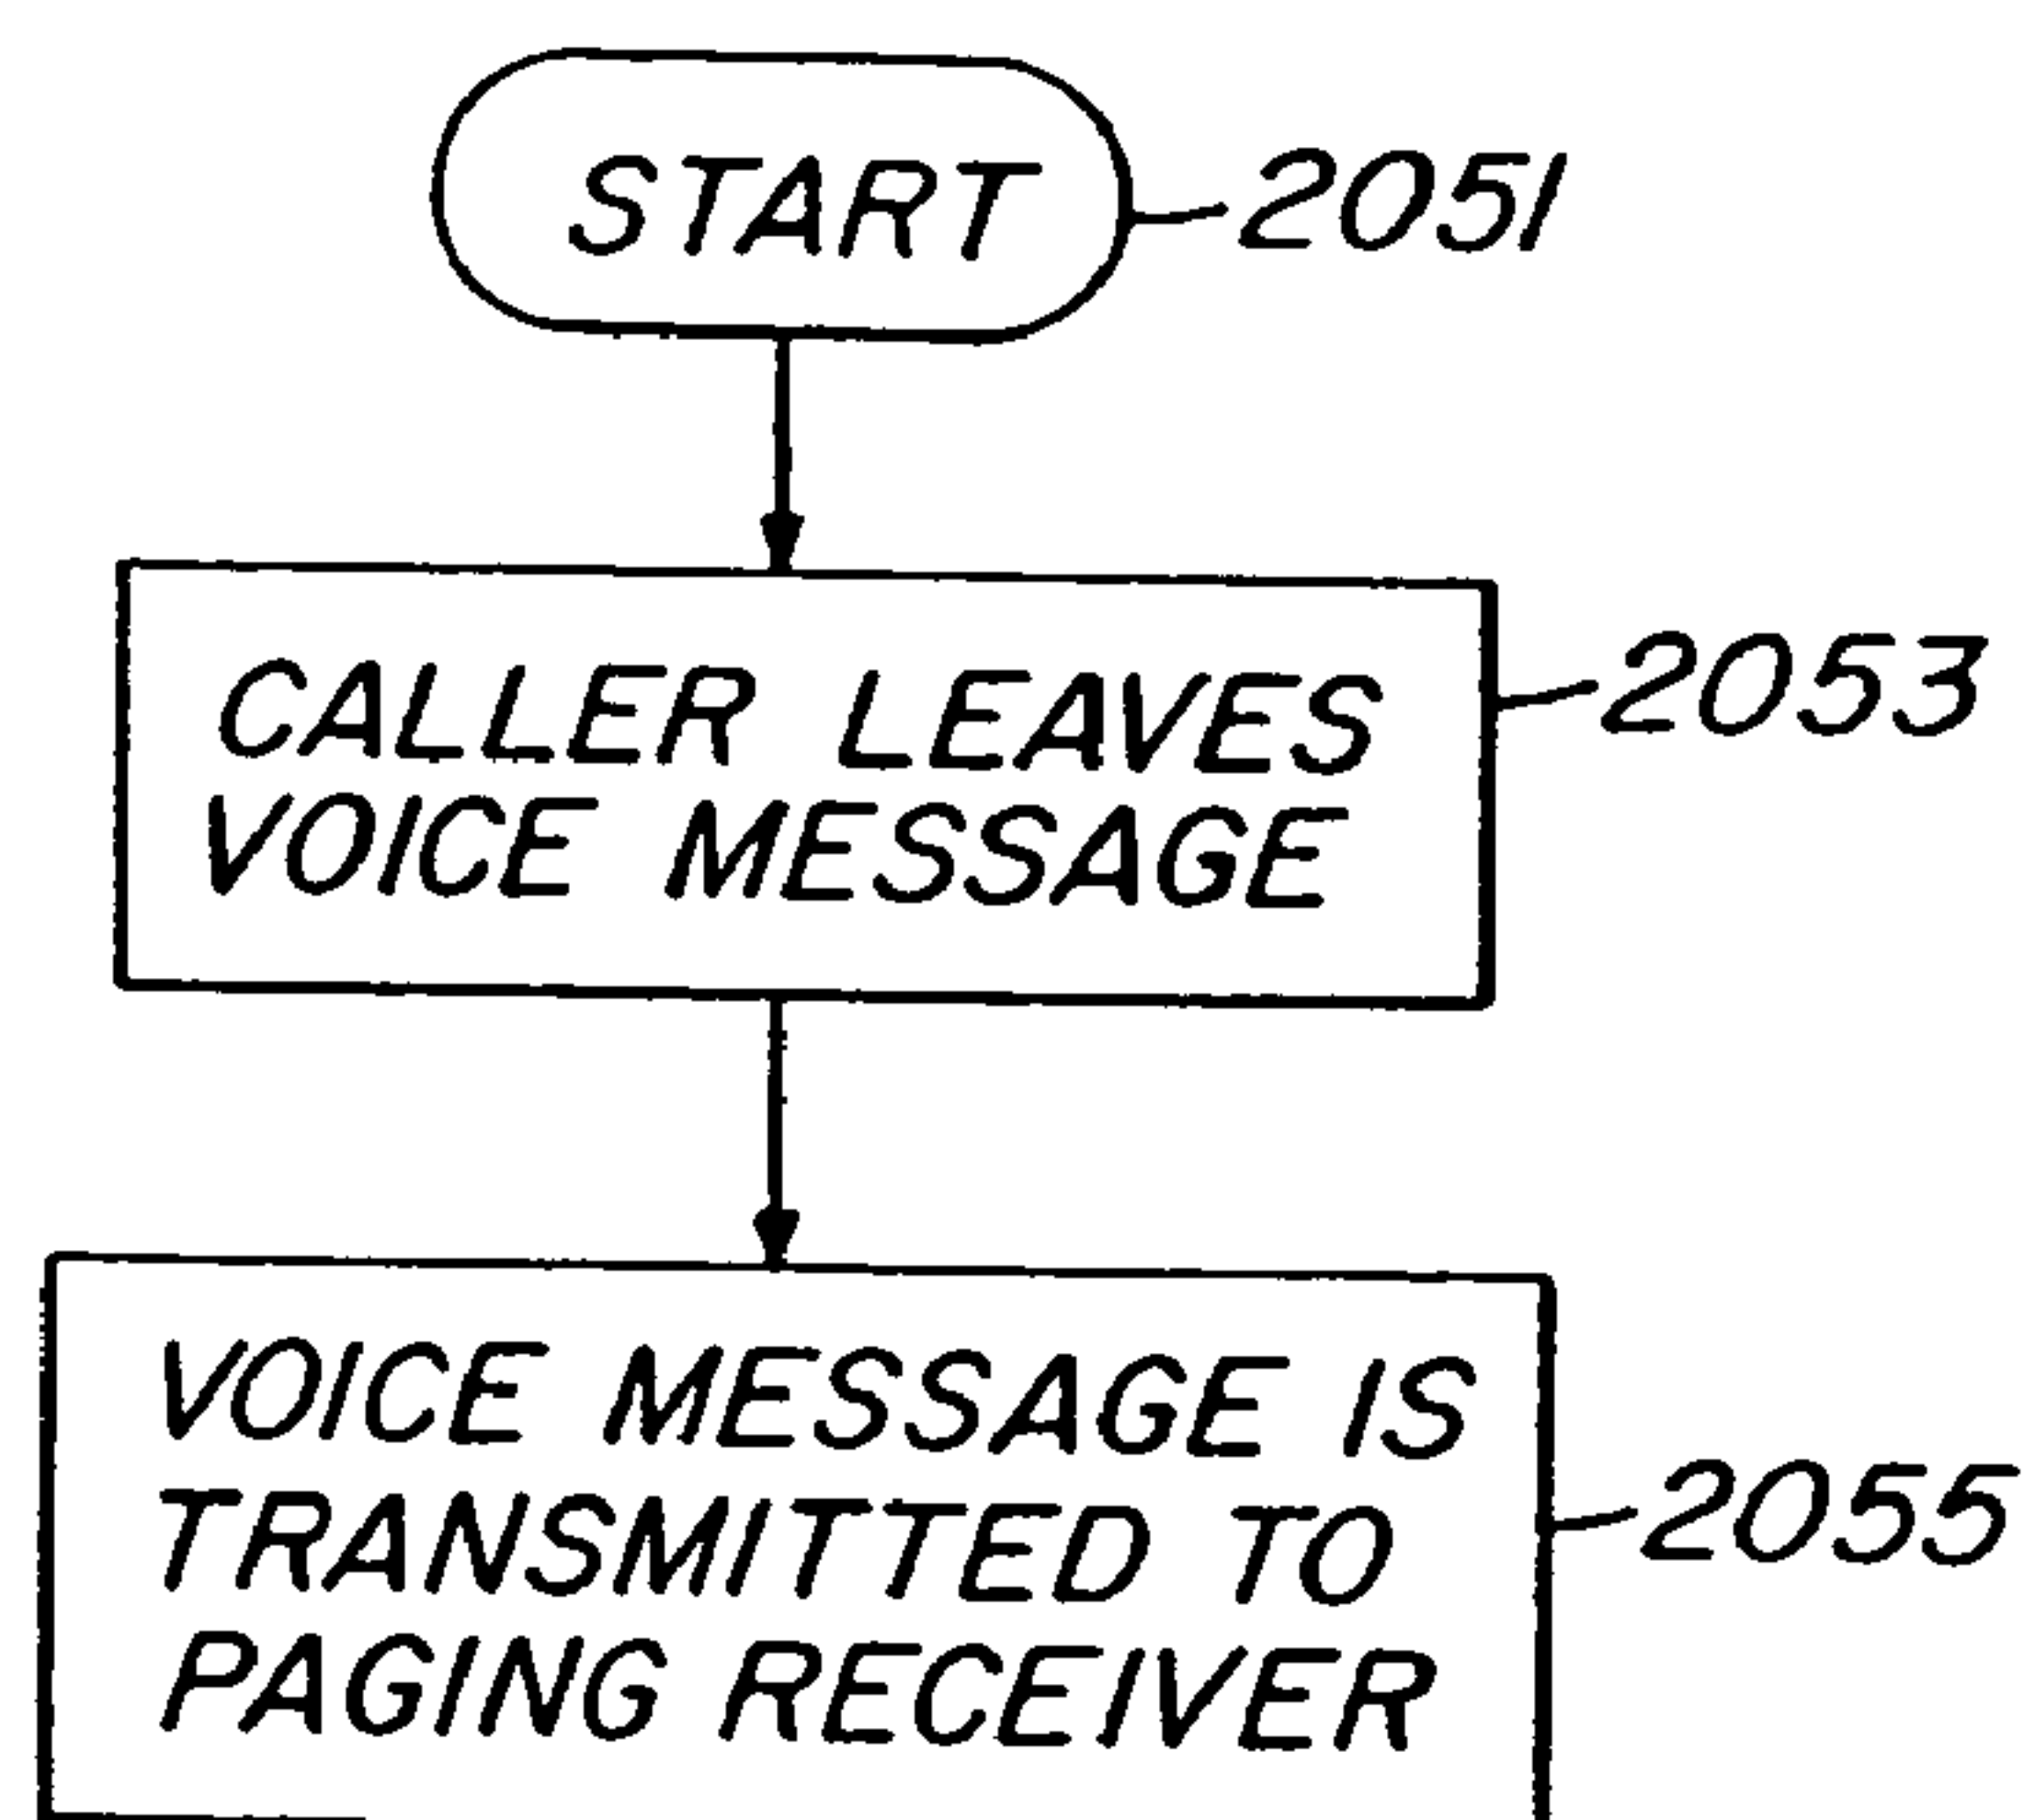 START 2051
CALLER LEAVES 2053
VOICE MESSAGE
VOICE MESSAGE IS
TRANSMITTED TO 2055
PAGING RECEIVER